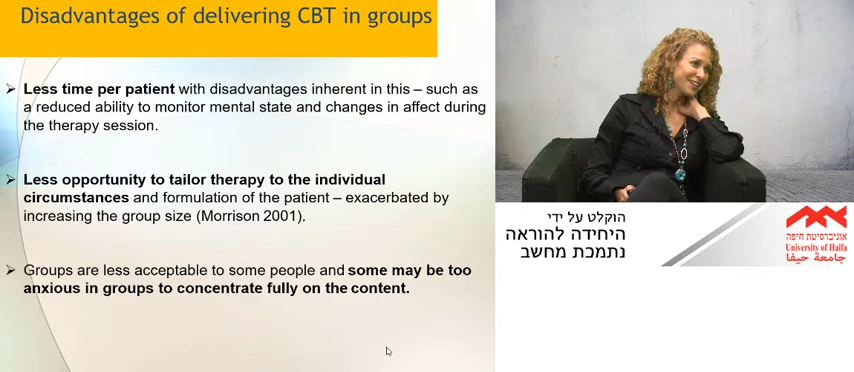 Disadvantages of delivering CBT in groups
Less time per patient with disadvantages inherent in this – such as
a reduced ability to monitor mental state and changes in affect during
the therapy session.
Less opportunity to tailor therapy to the individual
circumstances and formulation of the patient – exacerbated by
increasing the group size (Morrison 2001).
Groups are less acceptable to some people and some may be too
anxious in groups to concentrate fully on the content.
הוקלט על ידי
היחידה להוראה
נתמכת מחשב
אוניברסיטת חיפה
University of Haifa
جامعة حيفا